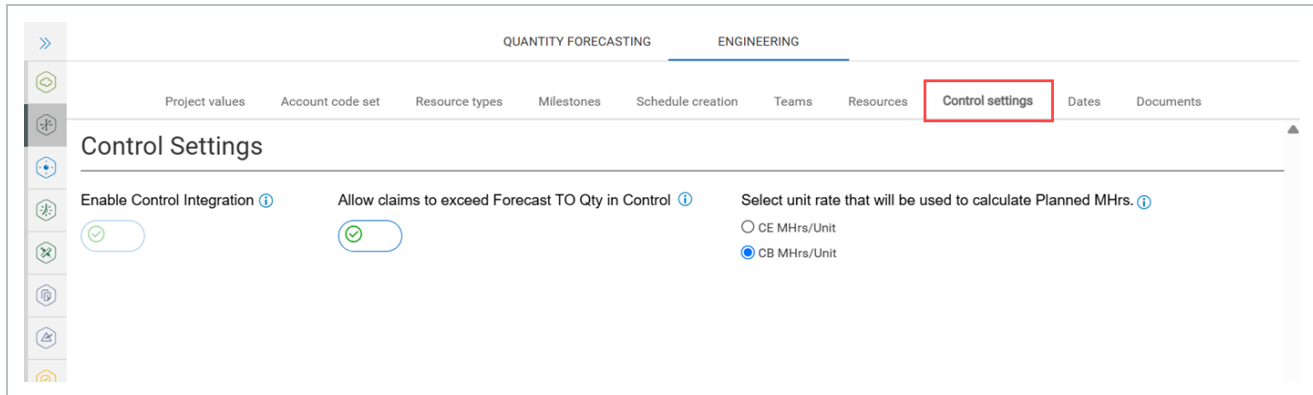 QUANTITY FORECASTING ENGINEERING
Project values Account code set Resource types Milestones Schedule creation Teams Resources Control settings Dates Documents
Control Settings
Enable Control Integration Allow claims to exceed Forecast TO Qty in Control Select unit rate that will be used to calculate Planned MHrs.
CE MHrs/Unit
CB MHrs/Unit